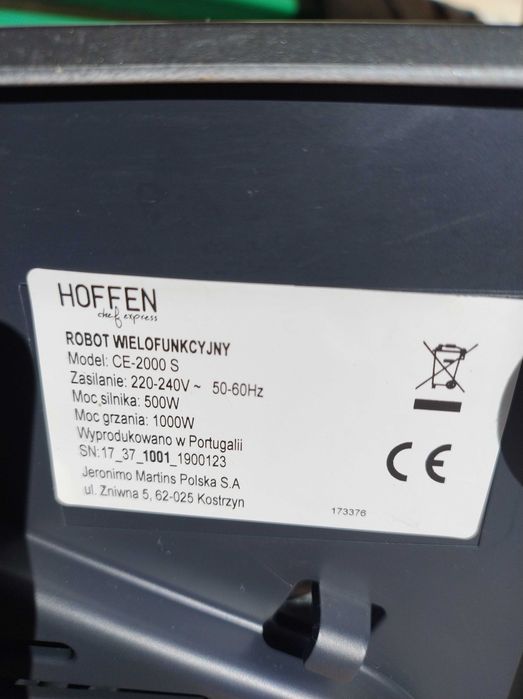 HOFFEN
chef express
ROBOT WIELOFUNKCYJNY
Model: CE-2000 S
Zasilanie: 220-240V ~ 50-60Hz
Moc silnika: 500W
Moc grzania: 1000W
Wyprodukowano w Portugalii
SN:17_37_1001_1900123
Jeronimo Martins Polska S.A
ul. Żniwna 5, 62-025 Kostrzyn
173376
CE